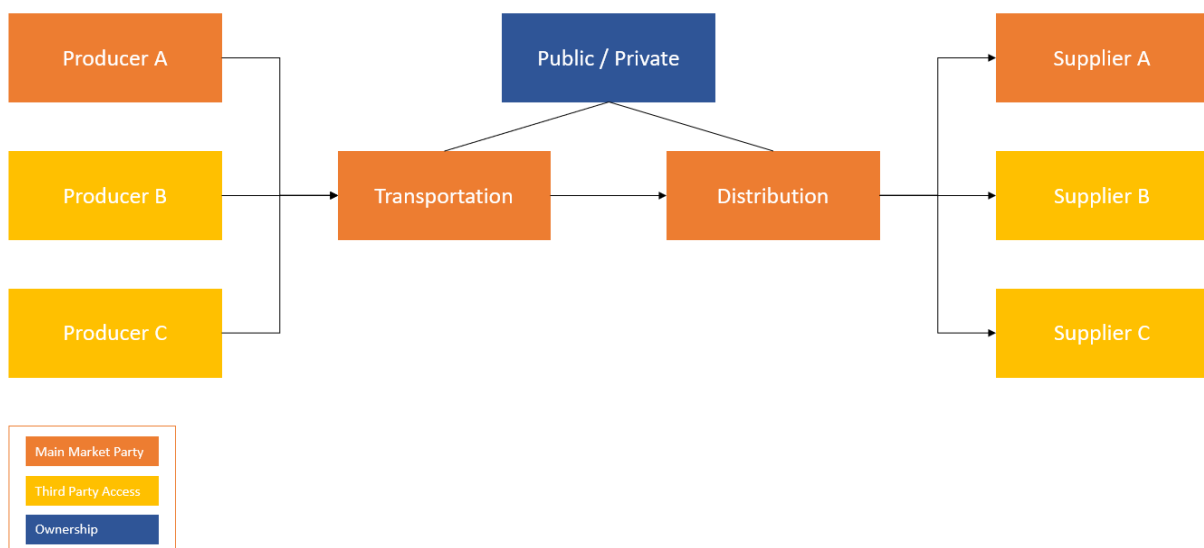 Producer A
Public / Private
Supplier A
Producer B
Transportation
Distribution
Supplier B
Producer C
Supplier C
Main Market Party
Third Party Access
Ownership